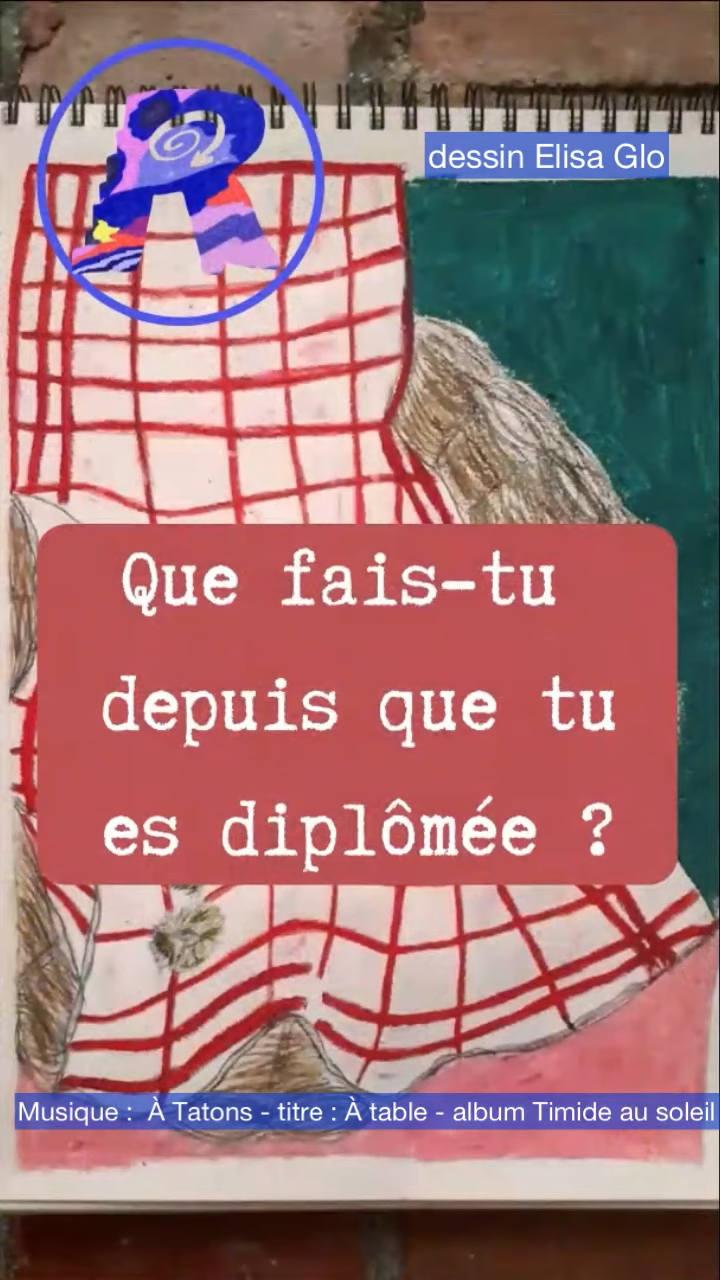 dessin Elisa Glo
Que fais-tu
depuis que tu
es diplômée ?
Musique : À Tatons - titre : À table - album Timide au soleil